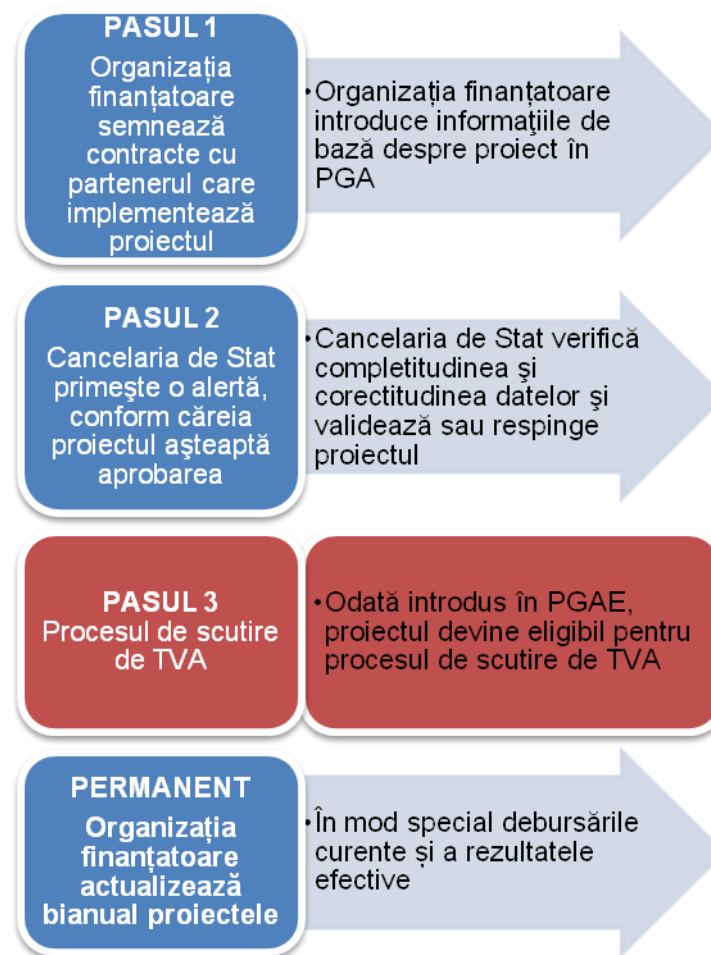 PASUL 1
Organizația
finanțatoare
semnează
contracte cu
partenerul care
implementează
proiectul
•Organizația finanțatoare
introduce informaţiile de
bază despre proiect în
PGA
PASUL 2
Cancelaria de Stat
primeşte o alertă,
conform căreia
proiectul aşteaptă
aprobarea
•Cancelaria de Stat verifică
completitudinea şi
corectitudinea datelor şi
validează sau respinge
proiectul
PASUL 3
Procesul de scutire
de TVA
•Odată introdus în PGAE,
proiectul devine eligibil pentru
procesul de scutire de TVA
PERMANENT
Organizația
finanțatoare
actualizează
bianual proiectele
•În mod special debursările
curente și a rezultatele
efective